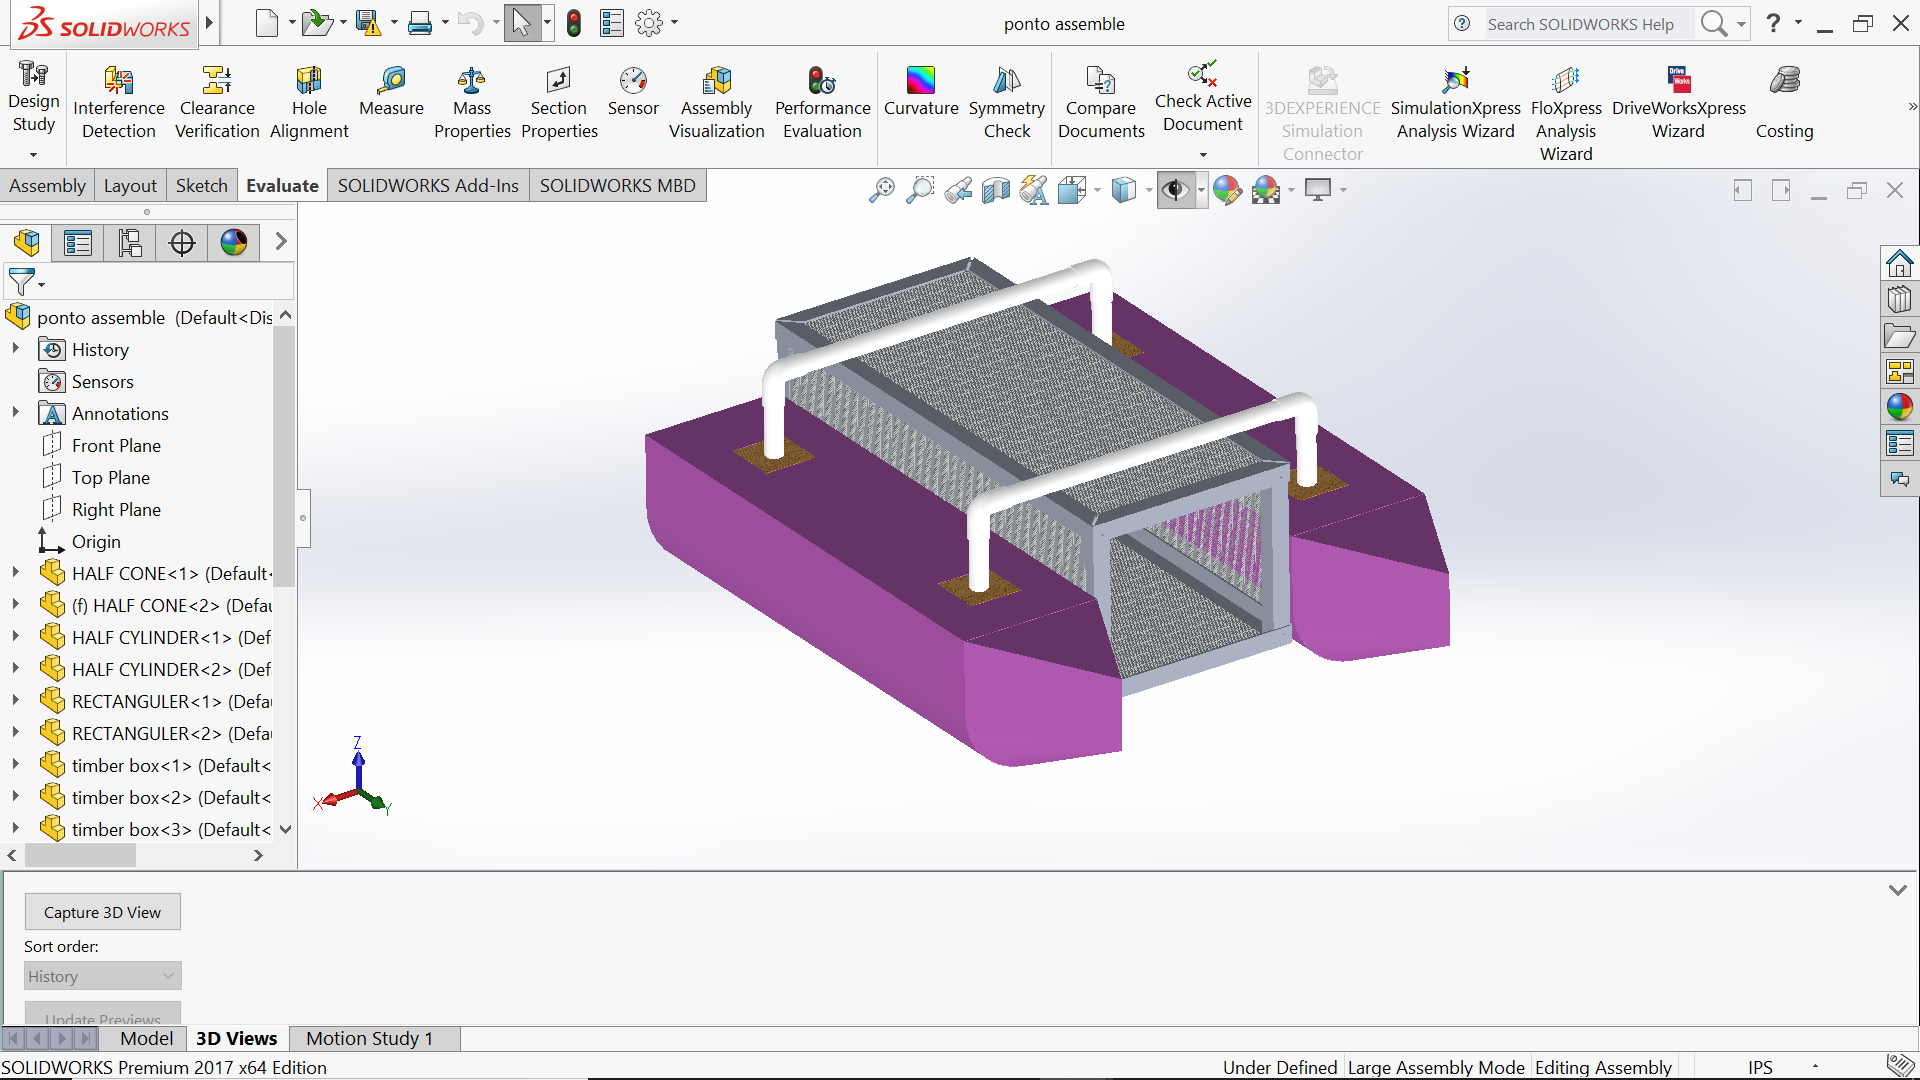 SOLIDWORKS
ponto assemble
Search SOLIDWORKS Help
?
Design Study
Interference Detection
Clearance Verification
Hole Alignment
Measure
Mass Properties
Section Properties
Sensor
Assembly Visualization
Performance Evaluation
Curvature
Symmetry Check
Compare Documents
Check Active Document
3DEXPERIENCE Simulation Connector
SimulationXpress Analysis Wizard
FloXpress Analysis Wizard
DriveWorksXpress Wizard
Costing
Assembly
Layout
Sketch
Evaluate
SOLIDWORKS Add-Ins
SOLIDWORKS MBD
ponto assemble (Default<Dis
History
Sensors
Annotations
Front Plane
Top Plane
Right Plane
Origin
HALF CONE<1> (Default<
(f) HALF CONE<2> (Defau
HALF CYLINDER<1> (Def
HALF CYLINDER<2> (Def
RECTANGULER<1> (Defau
RECTANGULER<2> (Defau
timber box<1> (Default<
timber box<2> (Default<
timber box<3> (Default<
Z
X
Y
Capture 3D View
Sort order:
History
Update Previews
Model
3D Views
Motion Study 1
SOLIDWORKS Premium 2017 x64 Edition
Under Defined
Large Assembly Mode
Editing Assembly
IPS